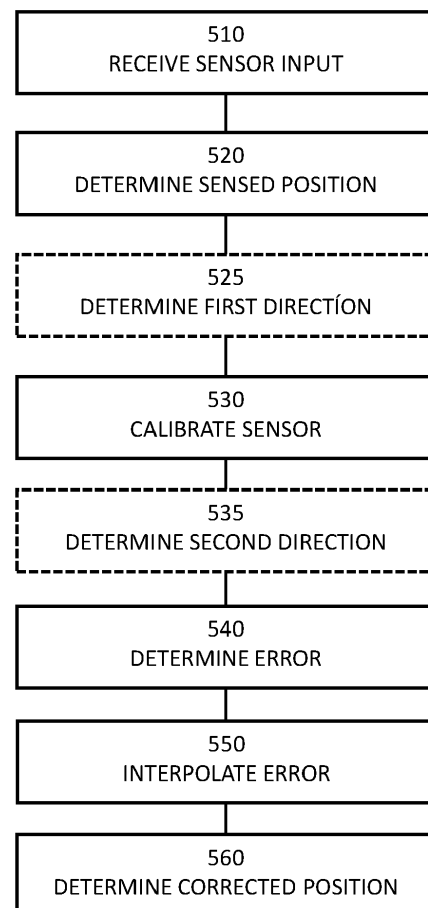 510
RECEIVE SENSOR INPUT
520
DETERMINE SENSED POSITION
525
DETERMINE FIRST DIRECTÍON
530
CALIBRATE SENSOR
535
DETERMINE SECOND DIRECTION
540
DETERMINE ERROR
550
INTERPOLATE ERROR
560
DETERMINE CORRECTED POSITION